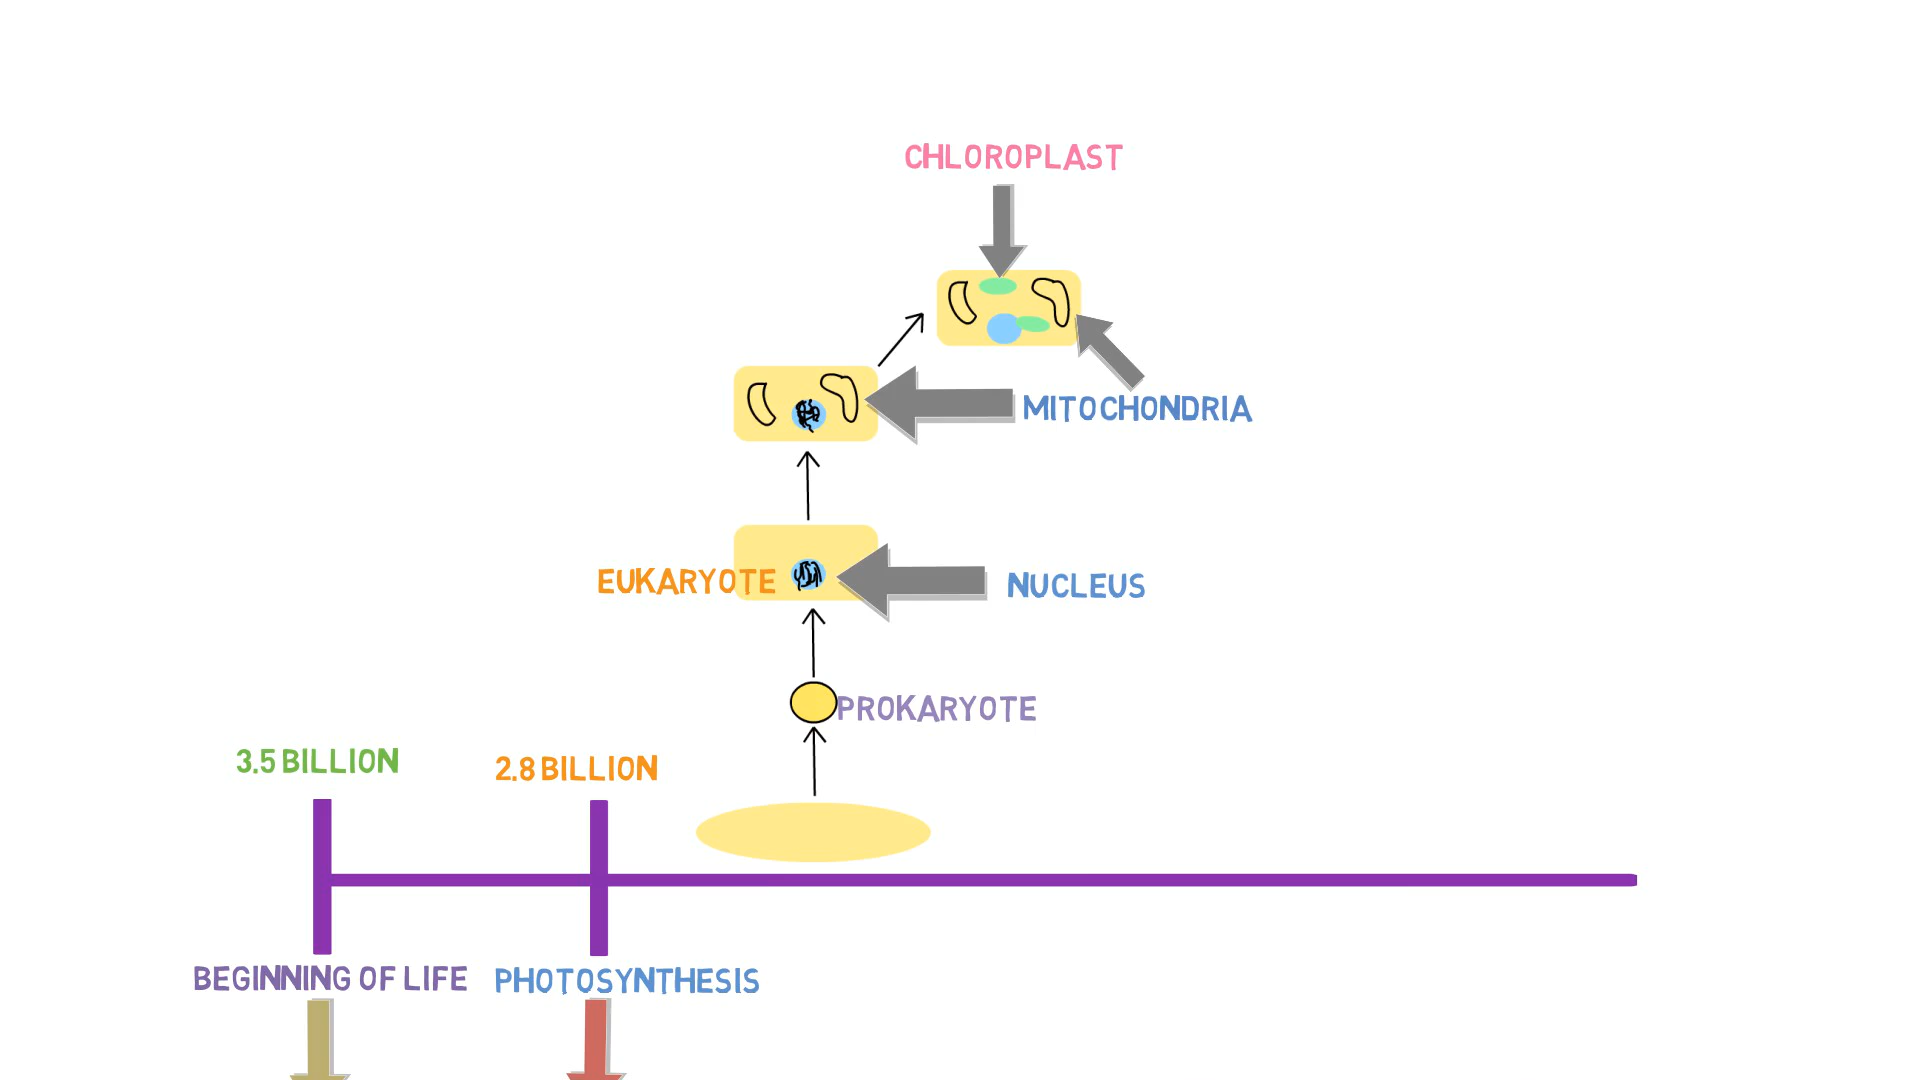 CHLOROPLAST
MITOCHONDRIA
EUKARYOTE
NUCLEUS
PROKARYOTE
3.5 BILLION
2.8 BILLION
BEGINNING OF LIFE
PHOTOSYNTHESIS